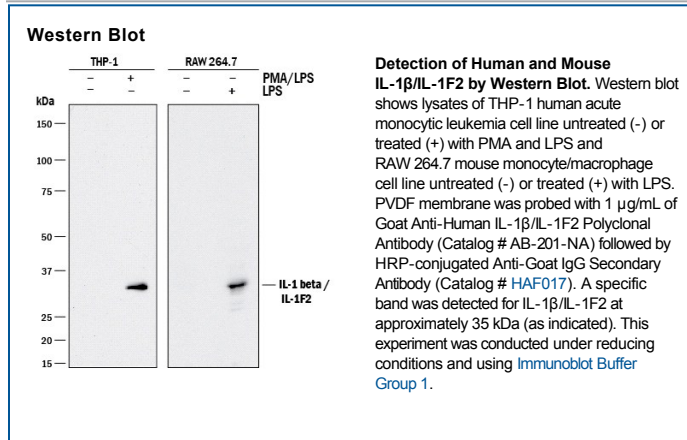 Western Blot
THP-1 RAW 264.7
– + – – PMA/LPS
– – – + LPS
kDa
150
100
75
50
37
IL-1 beta /
IL-1F2
25
20
15
Detection of Human and Mouse
IL-1β/IL-1F2 by Western Blot. Western blot
shows lysates of THP-1 human acute
monocytic leukemia cell line untreated (-) or
treated (+) with PMA and LPS and
RAW 264.7 mouse monocyte/macrophage
cell line untreated (-) or treated (+) with LPS.
PVDF membrane was probed with 1 µg/mL of
Goat Anti-Human IL-1β/IL-1F2 Polyclonal
Antibody (Catalog # AB-201-NA) followed by
HRP-conjugated Anti-Goat IgG Secondary
Antibody (Catalog # HAF017). A specific
band was detected for IL-1β/IL-1F2 at
approximately 35 kDa (as indicated). This
experiment was conducted under reducing
conditions and using Immunoblot Buffer
Group 1.